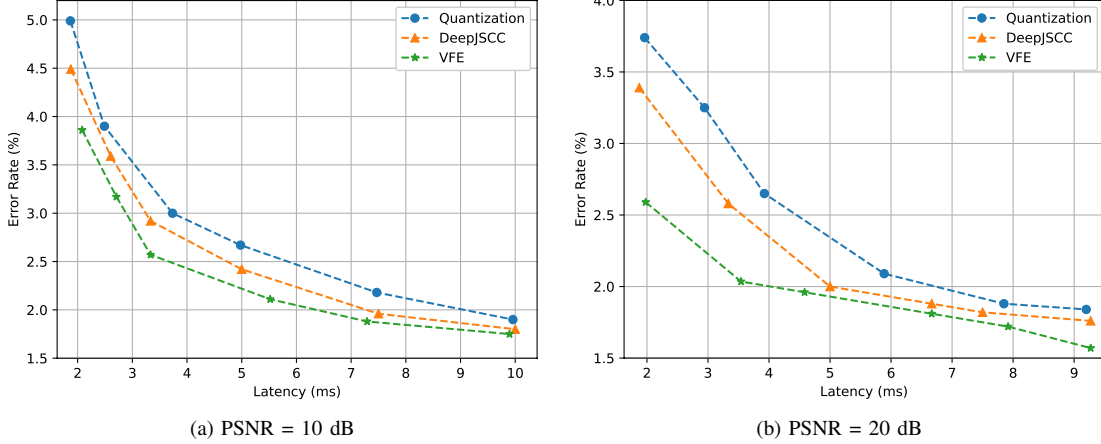 5.0
4.5
4.0
3.5
3.0
2.5
2.0
1.5
Error Rate (%)
Quantization
DeepJSCC
VFE
2 3 4 5 6 7 8 9 10
Latency (ms)
(a) PSNR = 10 dB
4.0
3.5
3.0
2.5
2.0
1.5
Error Rate (%)
Quantization
DeepJSCC
VFE
2 3 4 5 6 7 8 9
Latency (ms)
(b) PSNR = 20 dB